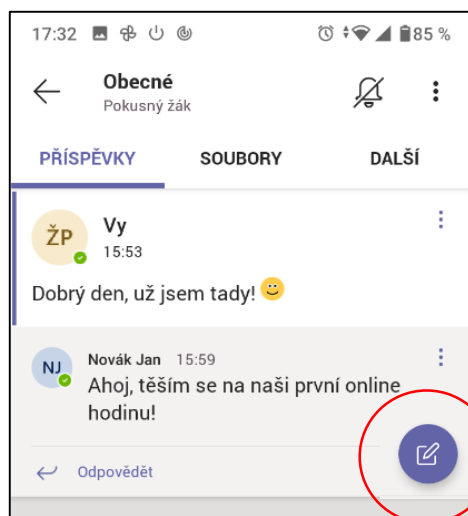 17:32 85 %
Obecné
Pokusný žák
PŘÍSPĚVKY SOUBORY DALŠÍ
ŽP Vy
15:53
Dobrý den, už jsem tady!
NJ Novák Jan 15:59
Ahoj, těším se na naši první online
hodinu!
Odpovědět